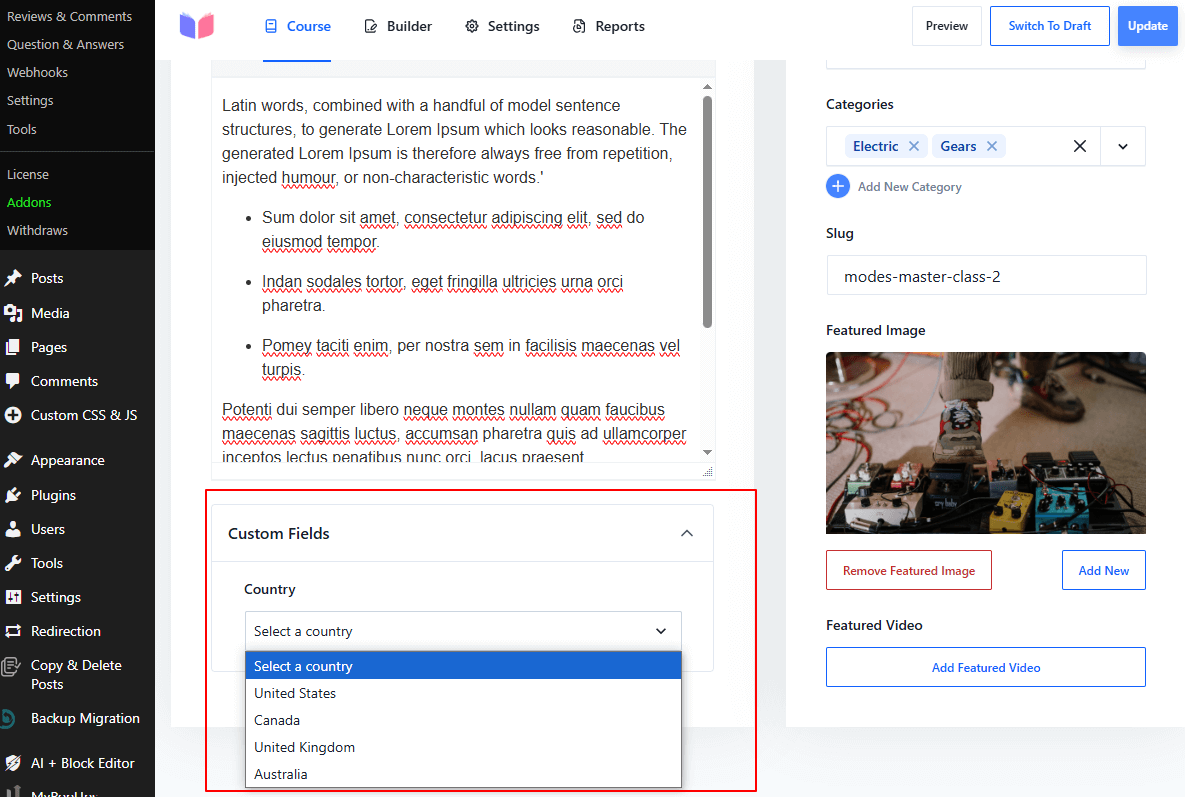 Reviews & Comments
Question & Answers
Webhooks
Settings
Tools
License
Addons
Withdraws
Posts
Media
Pages
Comments
Custom CSS & JS
Appearance
Plugins
Users
Tools
Settings
Redirection
Copy & Delete
Posts
Backup Migration
AI + Block Editor
MyPopUps
Course
Builder
Settings
Reports
Preview
Switch To Draft
Update
Latin words, combined with a handful of model sentence
structures, to generate Lorem Ipsum which looks reasonable. The
generated Lorem Ipsum is therefore always free from repetition,
injected humour, or non-characteristic words.'
• Sum dolor sit amet, consectetur adipiscing elit, sed do
eiusmod tempor.
• Indan sodales tortor, eget fringilla ultricies urna orci
pharetra.
• Pomey taciti enim, per nostra sem in facilisis maecenas vel
turpis.
Potenti dui semper libero neque montes nullam quam faucibus
maecenas sagittis luctus, accumsan pharetra quis ad ullamcorper
inceptos lectus penatibus nunc orci, lacus praesent
Custom Fields
Country
Select a country
Select a country
United States
Canada
United Kingdom
Australia
Categories
Electric
Gears
Add New Category
Slug
modes-master-class-2
Featured Image
cry baby
Remove Featured Image
Add New
Featured Video
Add Featured Video